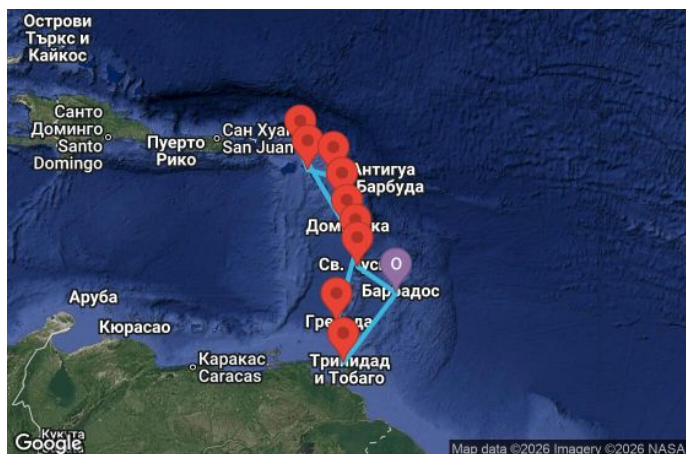 Острови
Търкс и
Кайкос
Санто
Доминго
Santo
Domingo
Пуерто
Рико
Сан Хуан
San Juan
Антигуа
Барбуда
O
Барбадос
Аруба
Кюрасао
Каракас
Caracas
Тринидад
и Тобаго
Google
Map data ©2026 Imagery ©2026 NASA